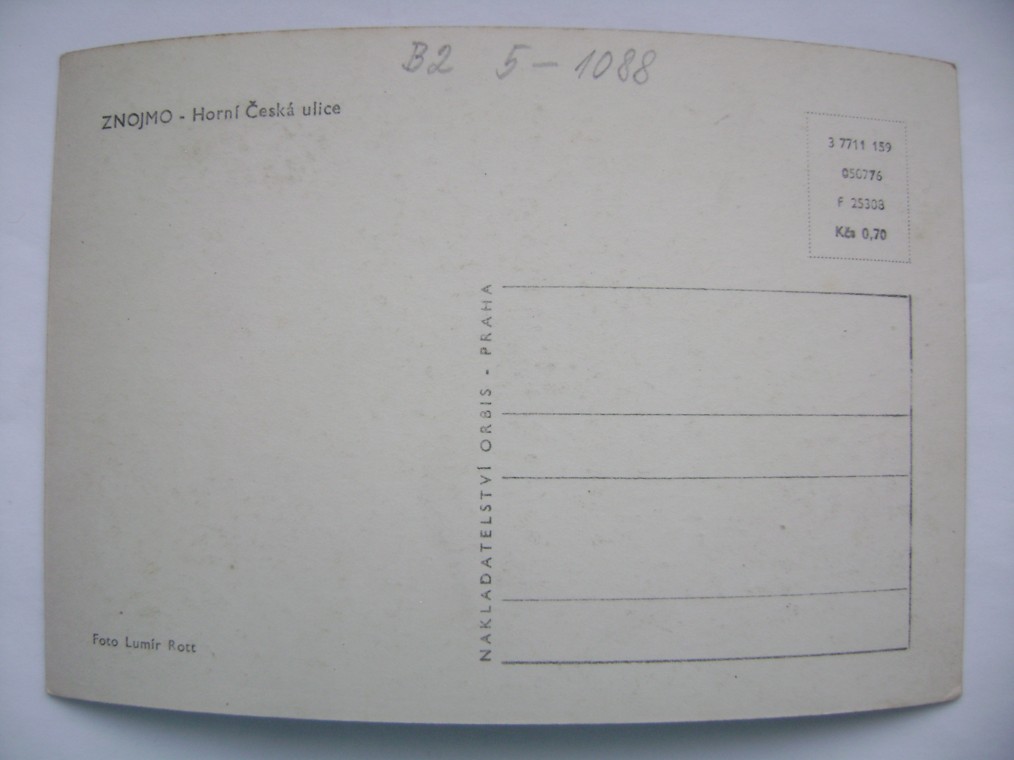 B2 5-1088
ZNOJMO - Horní Česká ulice
3 7711 159
050776
F 25308
Kčs 0,70
NAKLADATELSTVÍ ORBIS - PRAHA
Foto Lumír Rott